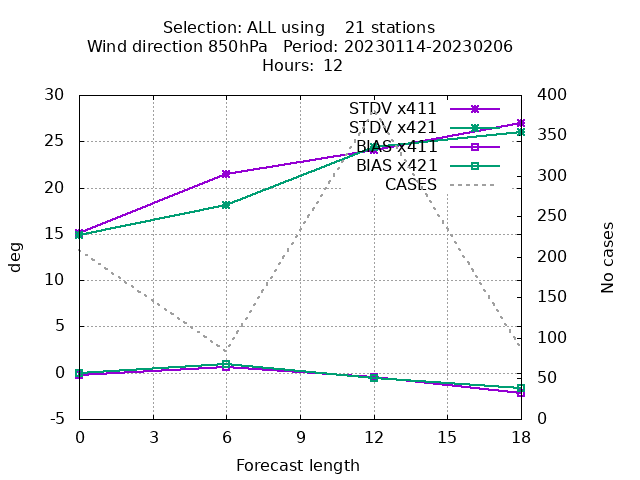 Selection: ALL using    21 stations
Wind direction 850hPa   Period: 20230114-20230206
Hours:  12
deg
30
25
20
15
10
5
0
-5
STDV x411
STDV x421
BIAS x411
BIAS x421
CASES
400
350
300
250
200
150
100
50
0
No cases
0 3 6 9 12 15 18
Forecast length